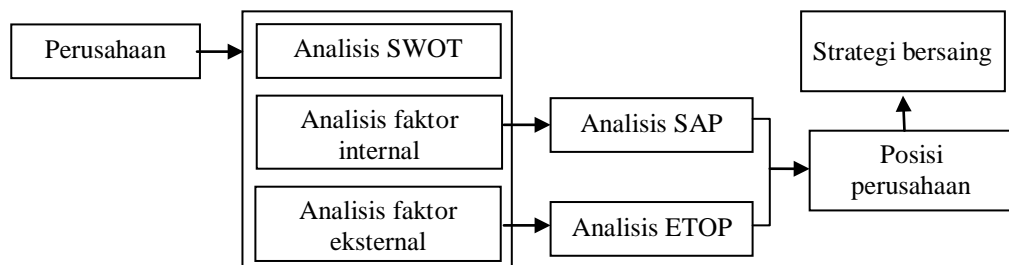 Perusahaan
Analisis SWOT
Analisis faktor
internal
Analisis faktor
eksternal
Analisis SAP
Analisis ETOP
Strategi bersaing
Posisi
perusahaan